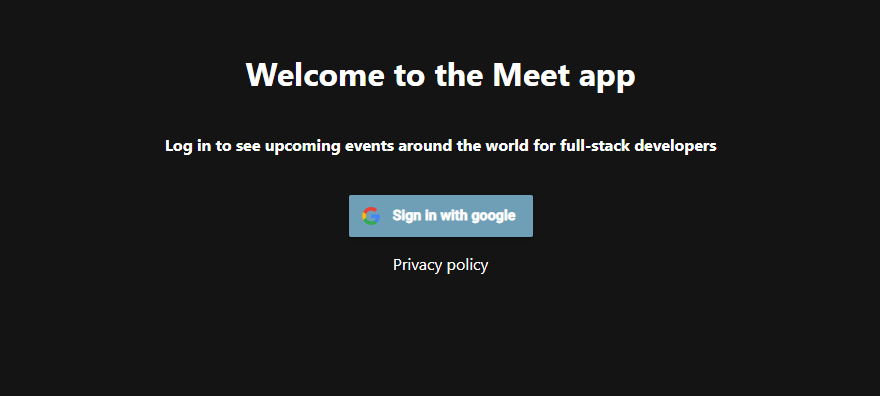 Welcome to the Meet app
Log in to see upcoming events around the world for full-stack developers
Sign in with google
Privacy policy